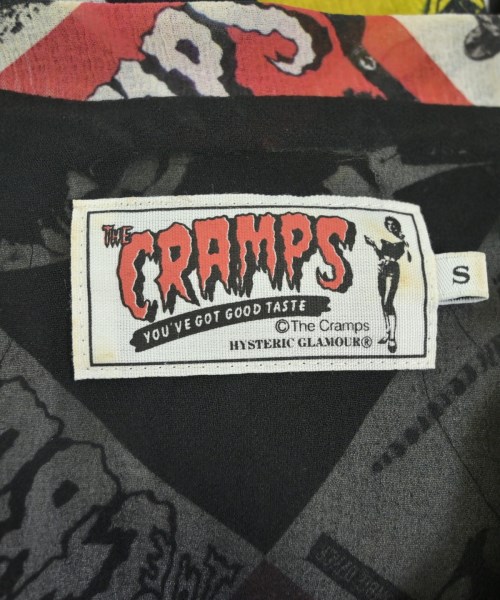 THE
CRAMPS
YOU'VE GOT GOOD TASTE
©The Cramps
HYSTERIC GLAMOUR®
S